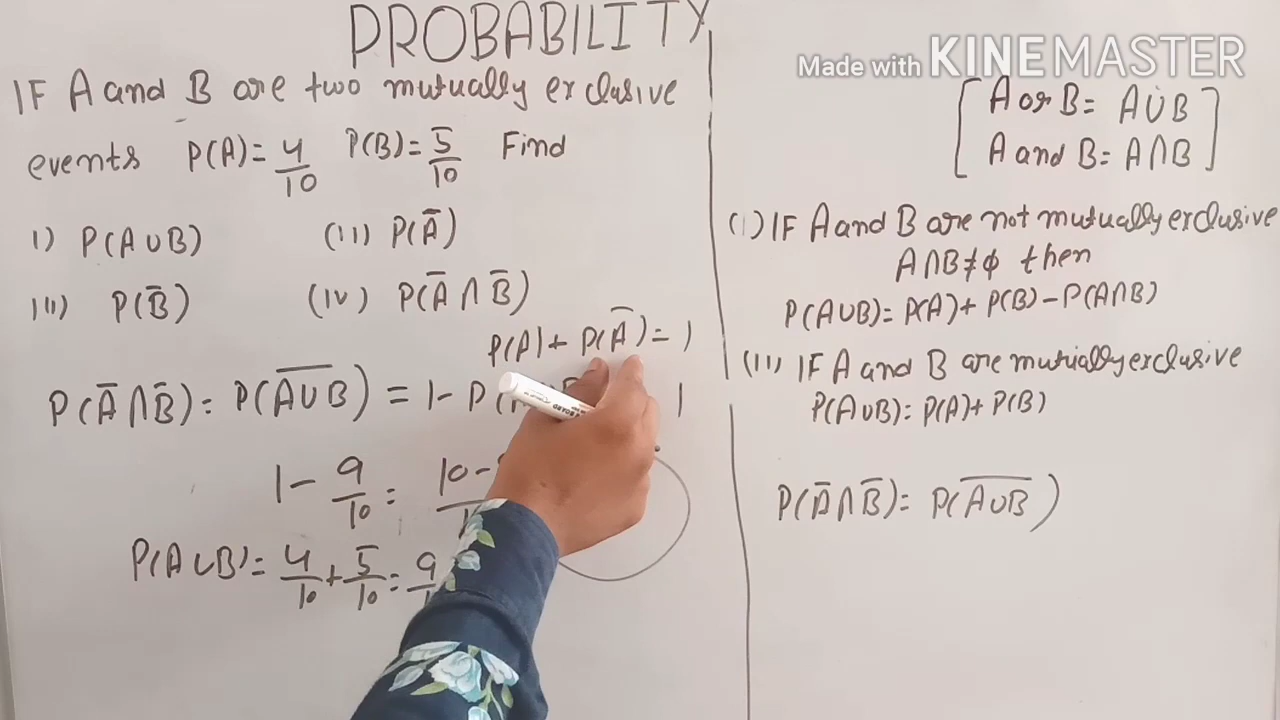 PROBABILITY
IF A and B are two mutually exclusive
events P(A)= 4/10 P(B)= 5/10 Find
I) P(A∪B) (II) P(Ā)
III) P(B̄) (IV) P(Ā ∩ B̄)
P(A)+ P(Ā)= 1
P(Ā∩B̄)= P(A̅∪̅B̅) = 1- P(A 1
1- 9/10 = 10-
P(A∪B)= 4/10 + 5/10 = 9
Made with KINEMASTER
[ A or B= A∪B
A and B= A∩B ]
(I) IF A and B are not mutually exclusive
A∩B≠ϕ then
P(A∪B)= P(A)+ P(B)-P(A∩B)
(II) IF A and B are mutially exclusive
P(A∪B)= P(A)+ P(B)
P(Ā∩B̄)= P(A̅∪̅B̅)